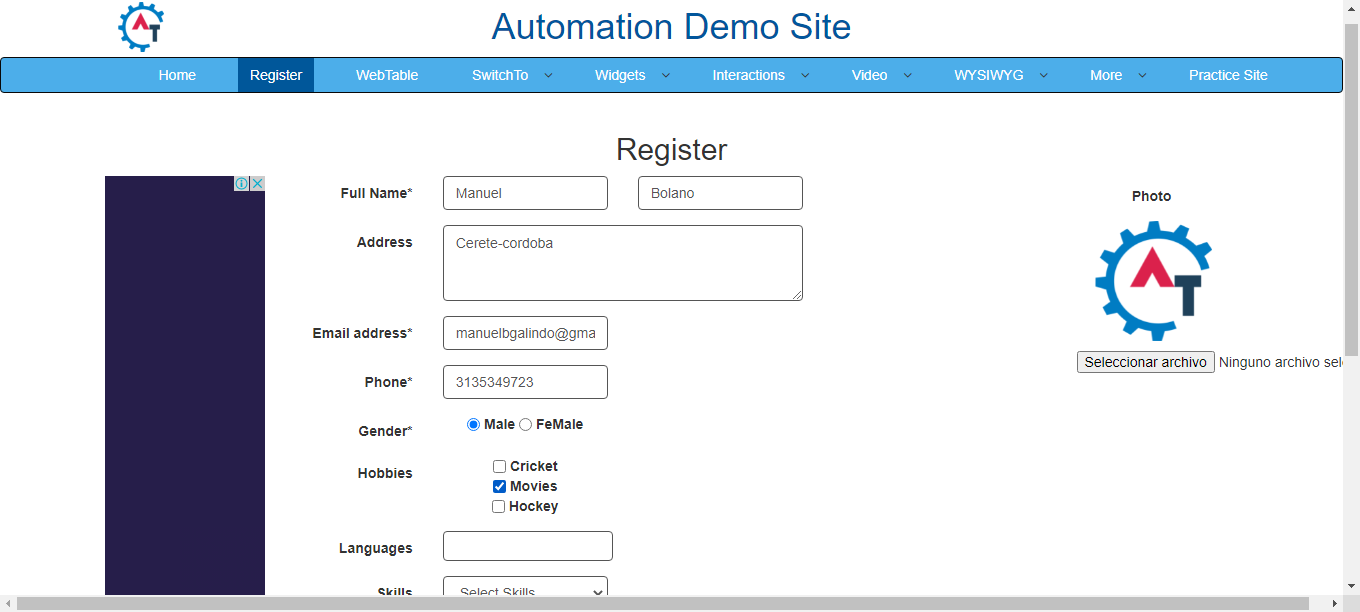 AT
Automation Demo Site
Home Register WebTable SwitchTo Widgets Interactions Video WYSIWYG More Practice Site
Register
Full Name* Manuel Bolano
Photo
Address Cerete-cordoba
AT
Email address* manuelbgalindo@gma
Seleccionar archivo Ninguno archivo sel
Phone* 3135349723
Gender* Male FeMale
Hobbies Cricket
Movies
Hockey
Languages
Skills Select Skills